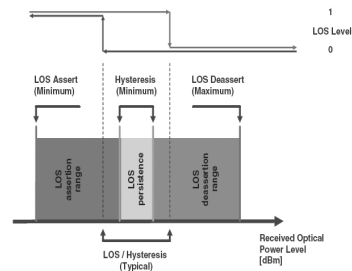 1
LOS Level
0
LOS Assert
(Minimum)
Hysteresis
(Minimum)
LOS Deassert
(Maximum)
LOS
assertion
range
LOS
persistence
LOS
deassertion
range
Received Optical
Power Level
[dBm]
LOS / Hysteresis
(Typical)